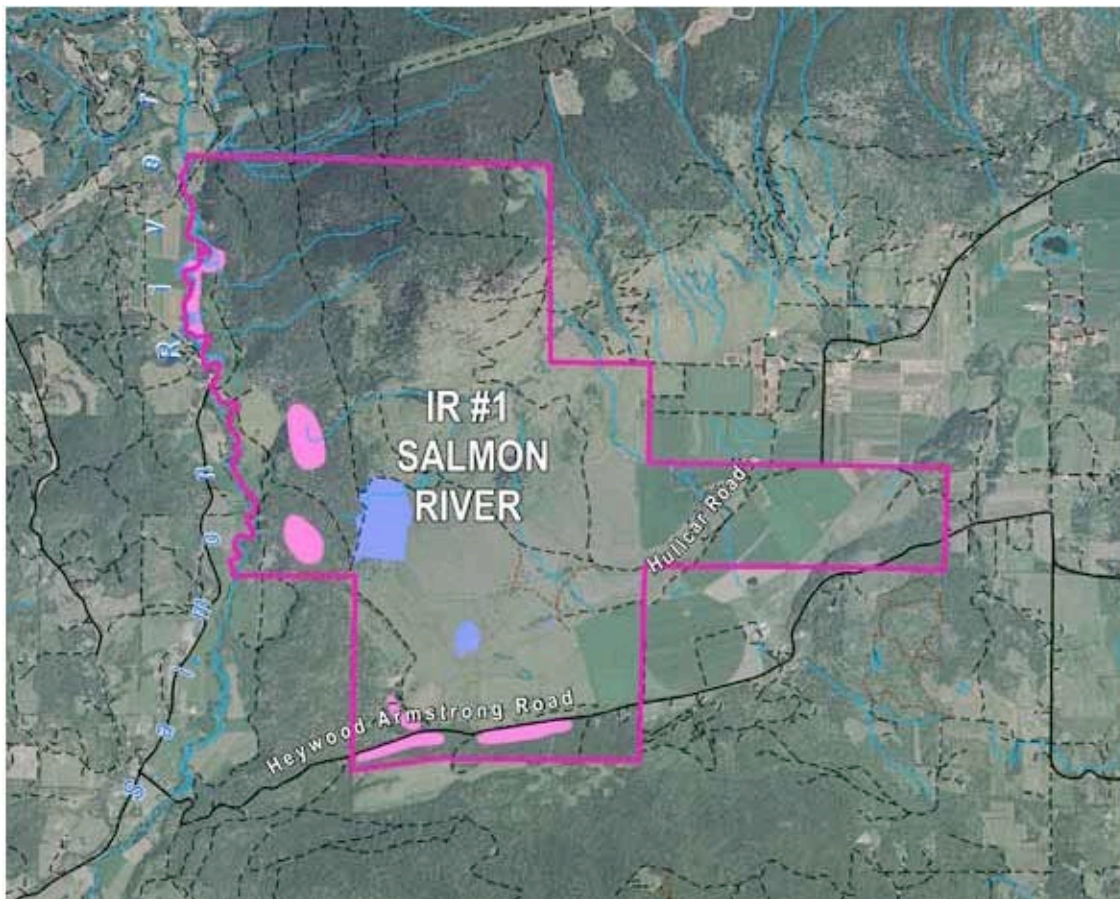 IR #1
SALMON
RIVER
Hullcar Road
Heywood Armstrong Road
Salmon River